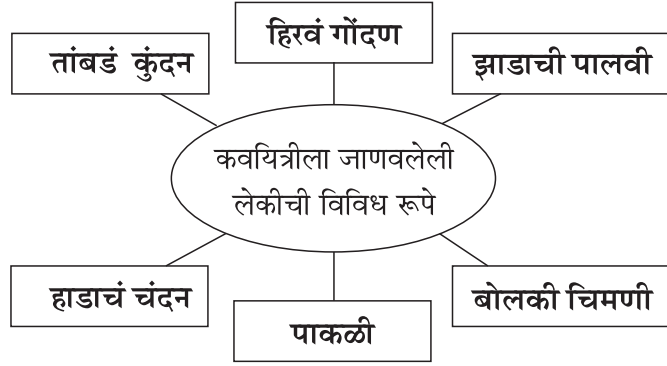 हिरवं गोंदण
तांबडं कुंदन
झाडाची पालवी
कवयित्रीला जाणवलेली
लेकीची विविध रूपे
हाडाचं चंदन
बोलकी चिमणी
पाकळी